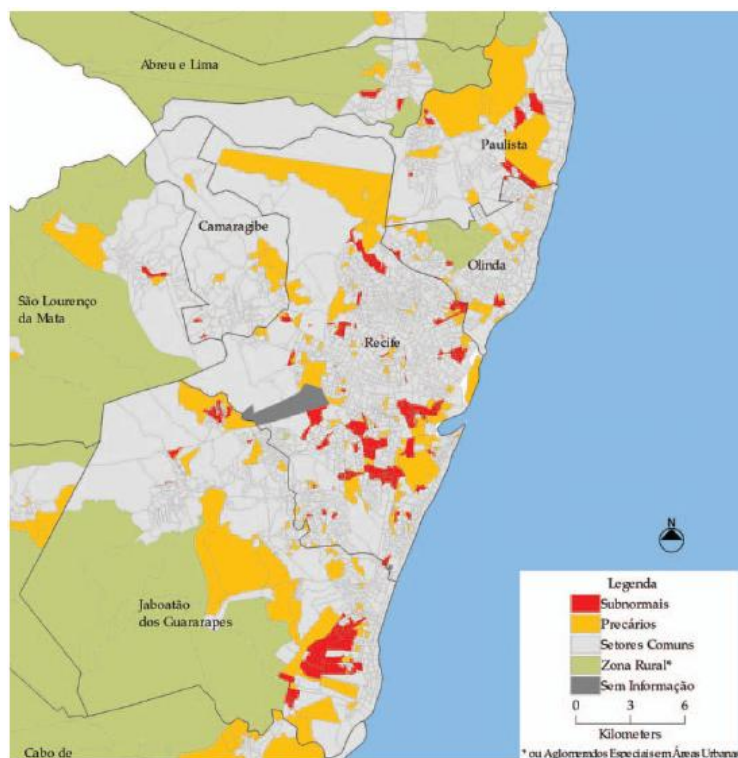 Abreu e Lima
Paulista
Camaragibe
Olinda
São Lourenço
da Mata
Recife
N
Jaboatão
dos Guararapes
Cabo de
Legenda
Subnormais
Precários
Setores Comuns
Zona Rural*
Sem Informação
0 3 6
Kilometers
* ou Aglomerados Especiais em Áreas Urbanas